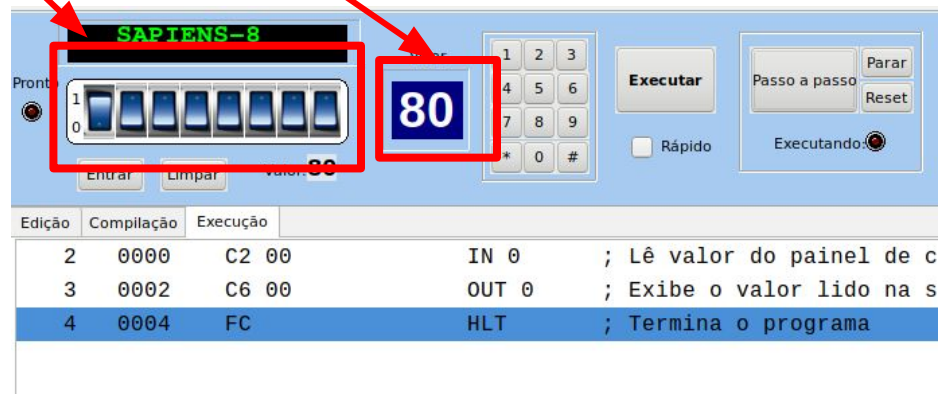 SAPIENS-8
Pronto
1
0
Entrar
Limpar
Valor: 80
Valor
80
1 2 3
4 5 6
7 8 9
* 0 #
Executar
Rápido
Passo a passo
Parar
Reset
Executando:
Edição Compilação Execução
2 0000 C2 00 IN 0 ; Lê valor do painel de c
3 0002 C6 00 OUT 0 ; Exibe o valor lido na s
4 0004 FC HLT ; Termina o programa